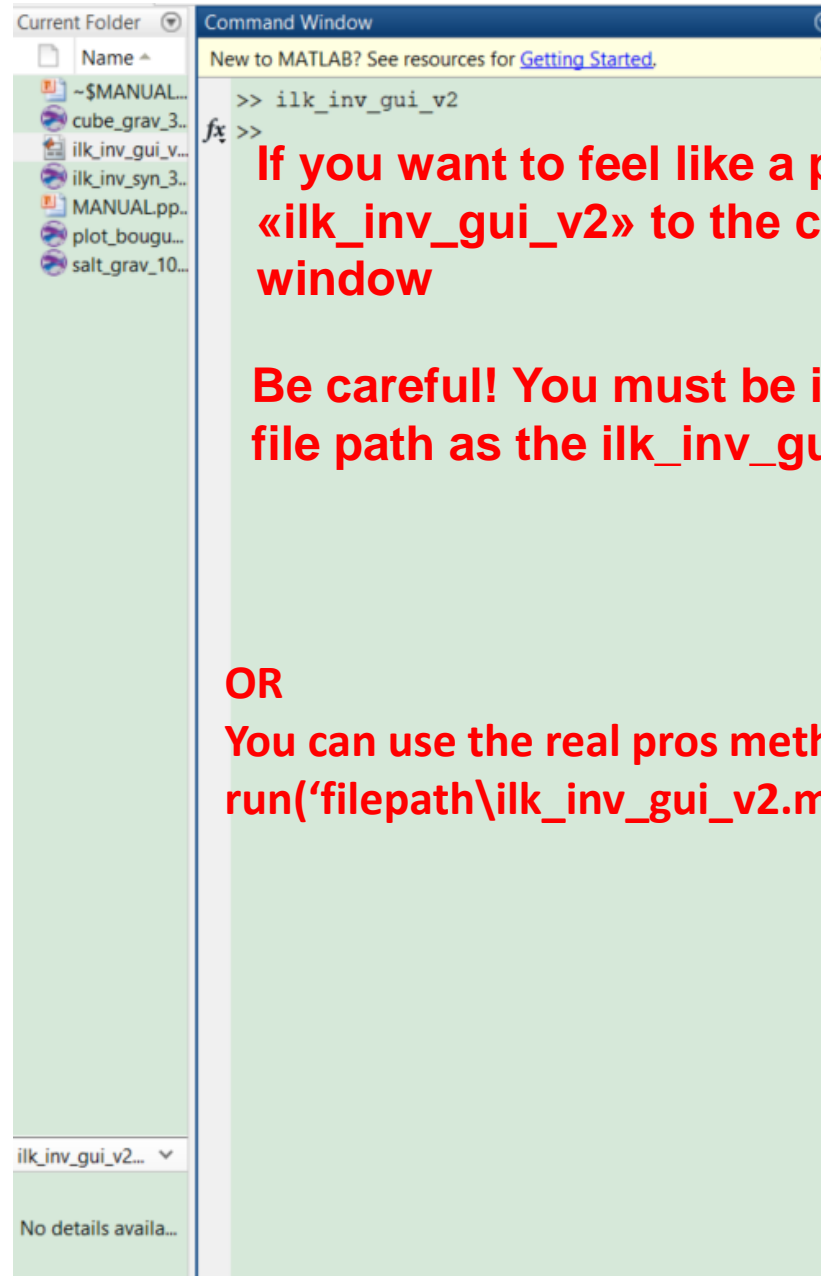 Current Folder
Name
~$MANUAL...
cube_grav_3...
ilk_inv_gui_v...
ilk_inv_syn_3...
MANUAL.pp...
plot_bougu...
salt_grav_10...
ilk_inv_gui_v2...
No details availa...
Command Window
New to MATLAB? See resources for Getting Started.
>> ilk_inv_gui_v2
fx >>
If you want to feel like a
«ilk_inv_gui_v2» to the
window
Be careful! You must be
file path as the ilk_inv_gu
OR
You can use the real pros
run(‘filepath\ilk_inv_gui_v2.m